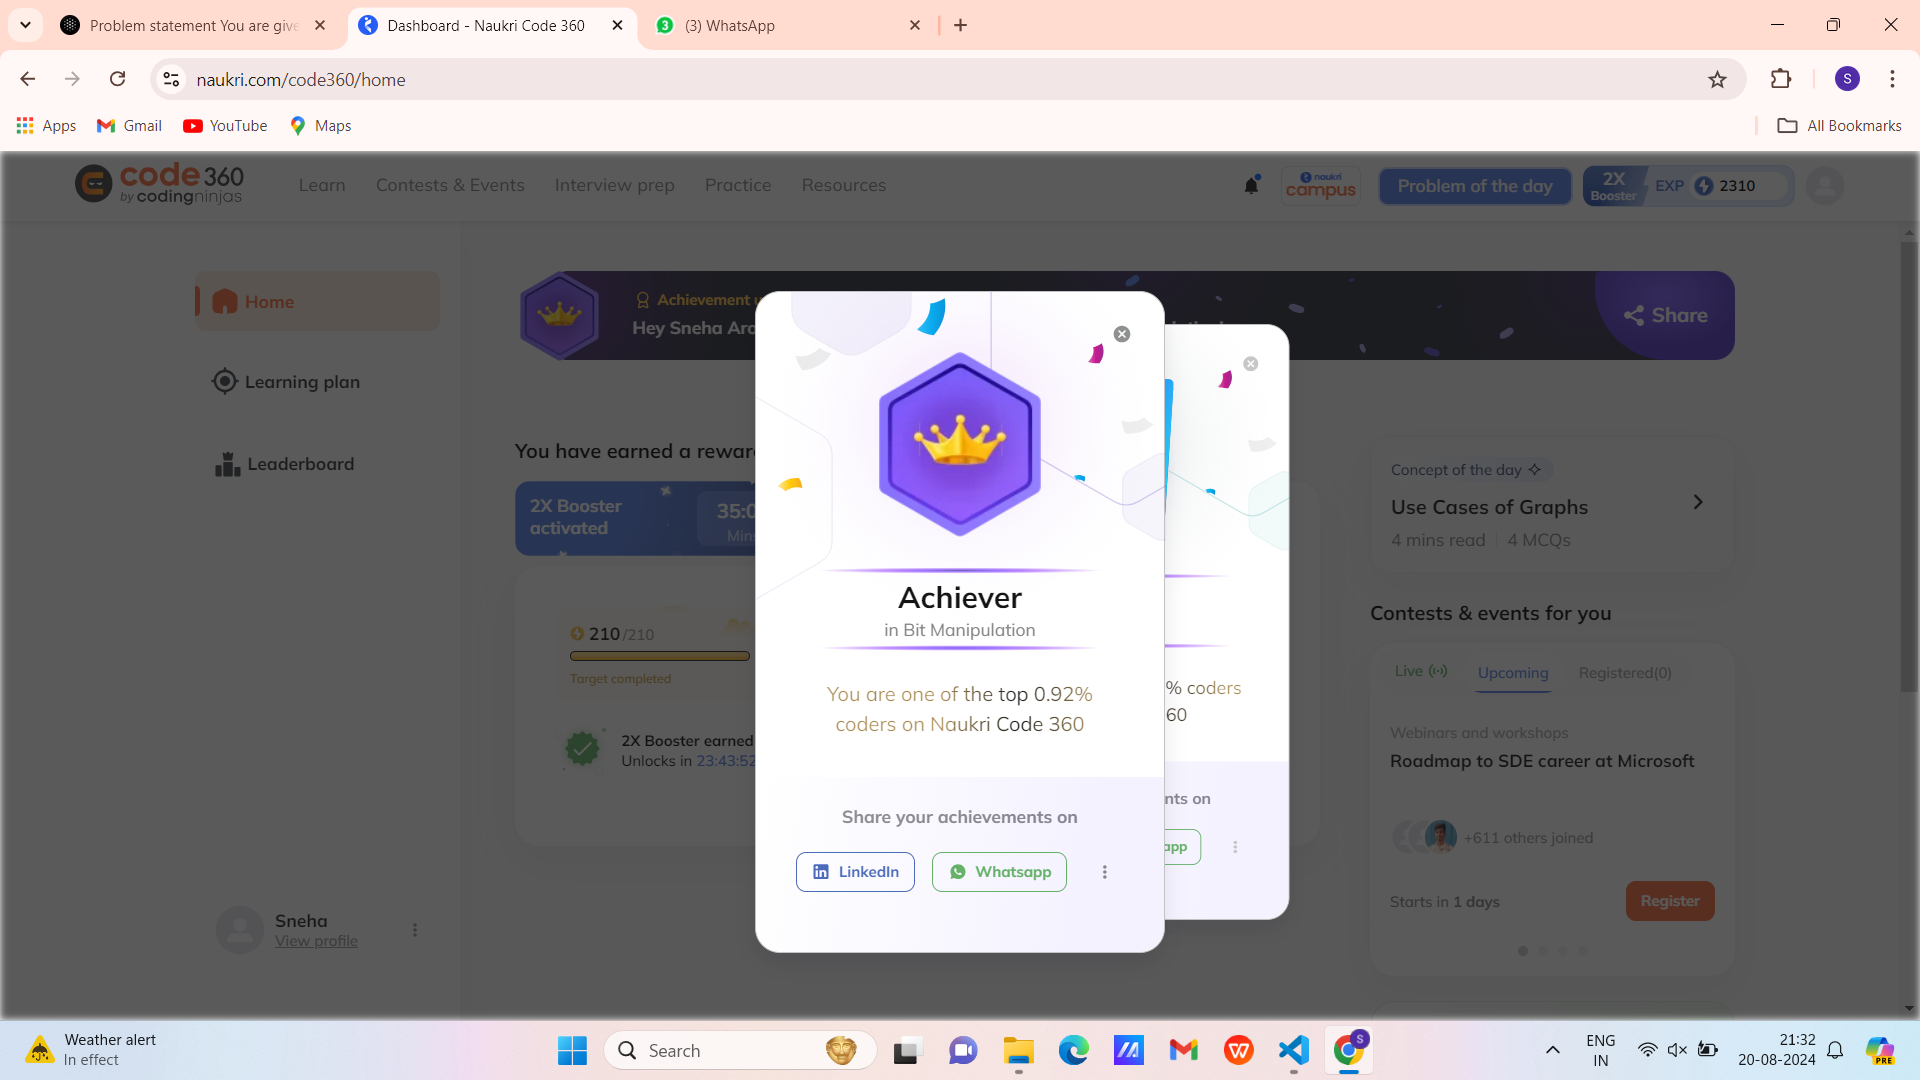 Problem statement You are give
Dashboard - Naukri Code 360
3
(3) WhatsApp
naukri.com/code360/home
S
Apps
Gmail
YouTube
Maps
All Bookmarks
code 360
by codingninjas
Learn
Contests & Events
Interview prep
Practice
Resources
naukri
campus
Problem of the day
2X
Booster
EXP
2310
Home
Learning plan
Leaderboard
Achievement
Hey Sneha Aro
Share
You have earned a rewar
2X Booster
activated
35:0
Mins
210 /210
Target completed
2X Booster earned
Unlocks in 23:43:52
Achiever
in Bit Manipulation
You are one of the top 0.92%
coders on Naukri Code 360
Share your achievements on
LinkedIn
Whatsapp
% coders
60
nts on
app
Concept of the day
Use Cases of Graphs
4 mins read
4 MCQs
Contests & events for you
Live
Upcoming
Registered(0)
Webinars and workshops
Roadmap to SDE career at Microsoft
+611 others joined
Starts in 1 days
Register
Sneha
View profile
Weather alert
In effect
Search
W
S
ENG
IN
21:32
20-08-2024
PRE